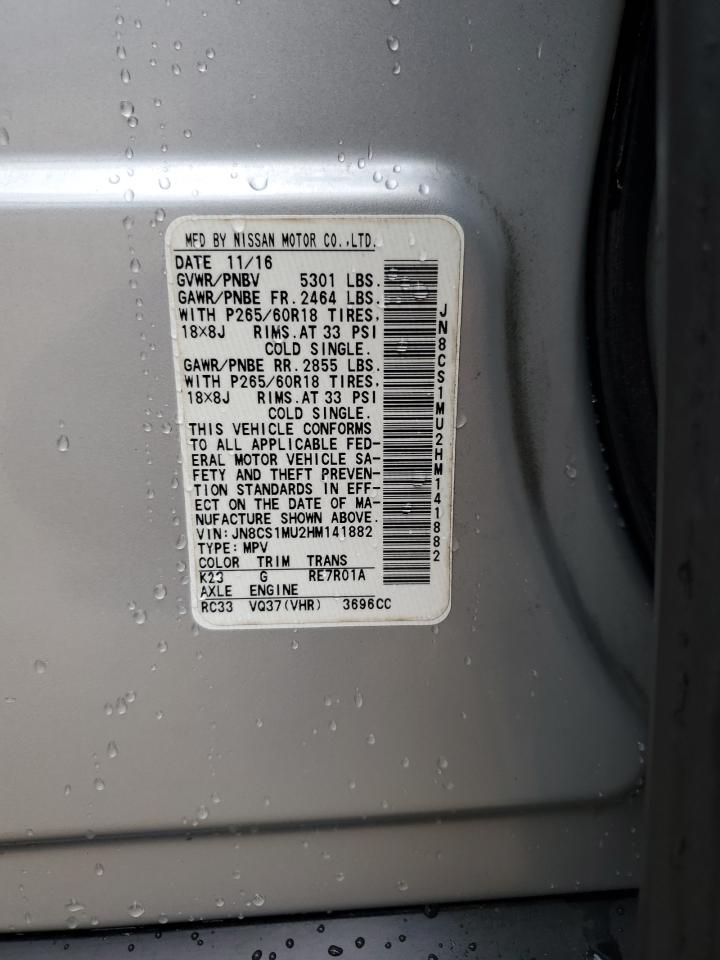 MFD BY NISSAN MOTOR CO.,LTD.
DATE 11/16
GVWR/PNBV 5301 LBS.
GAWR/PNBE FR.2464 LBS.
WITH P265/60R18 TIRES,
18×8J RIMS.AT 33 PSI
COLD SINGLE.
GAWR/PNBE RR.2855 LBS.
WITH P265/60R18 TIRES,
18×8J RIMS.AT 33 PSI
COLD SINGLE.
THIS VEHICLE CONFORMS
TO ALL APPLICABLE FED-
ERAL MOTOR VEHICLE SA-
FETY AND THEFT PREVEN-
TION STANDARDS IN EFF-
ECT ON THE DATE OF MA-
NUFACTURE SHOWN ABOVE.
VIN:JN8CS1MU2HM141882
TYPE:MPV
COLOR TRIM TRANS
K23 G RE7R01A
AXLE ENGINE
RC33 VQ37(VHR) 3696CC
JN8CS1MU2HM141882